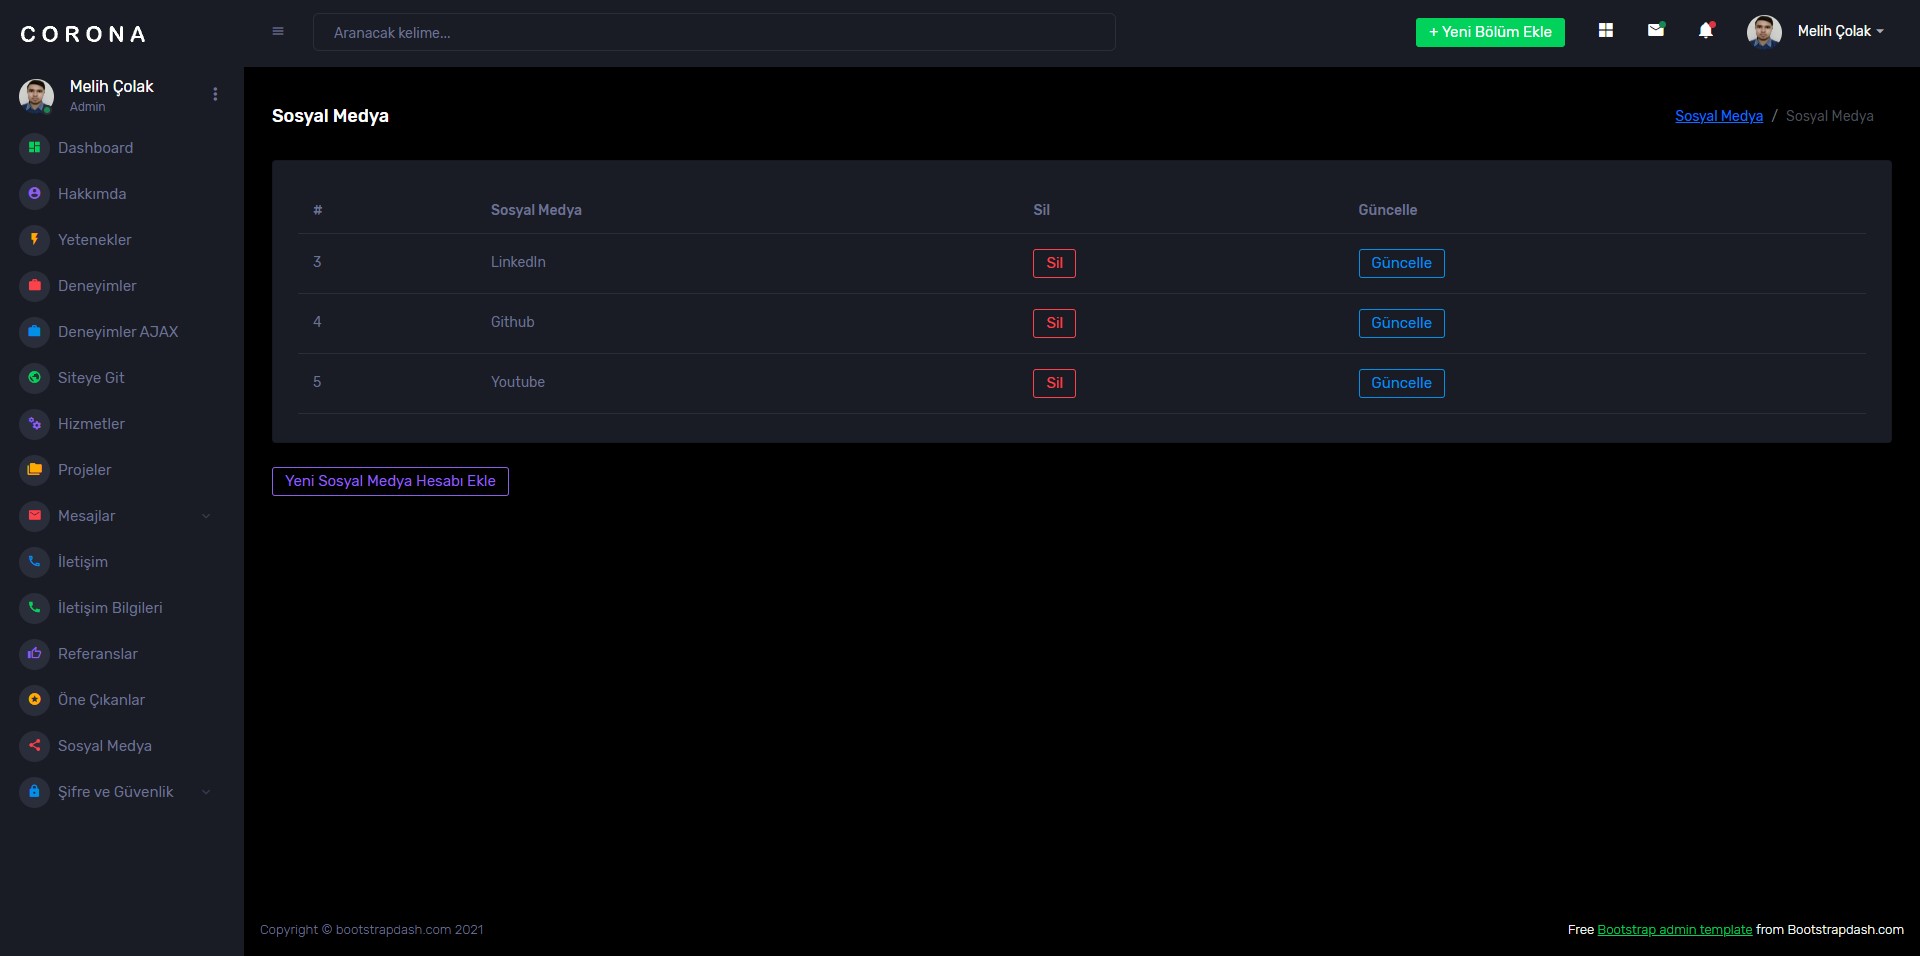 CORONA
Aranacak kelime...
+ Yeni Bölüm Ekle
Melih Çolak
Melih Çolak
Admin
Dashboard
Hakkımda
Yetenekler
Deneyimler
Deneyimler AJAX
Siteye Git
Hizmetler
Projeler
Mesajlar
İletişim
İletişim Bilgileri
Referanslar
Öne Çıkanlar
Sosyal Medya
Şifre ve Güvenlik
Sosyal Medya
Sosyal Medya / Sosyal Medya
# Sosyal Medya Sil Güncelle
3 LinkedIn Sil Güncelle
4 Github Sil Güncelle
5 Youtube Sil Güncelle
Yeni Sosyal Medya Hesabı Ekle
Copyright © bootstrapdash.com 2021
Free Bootstrap admin template from Bootstrapdash.com